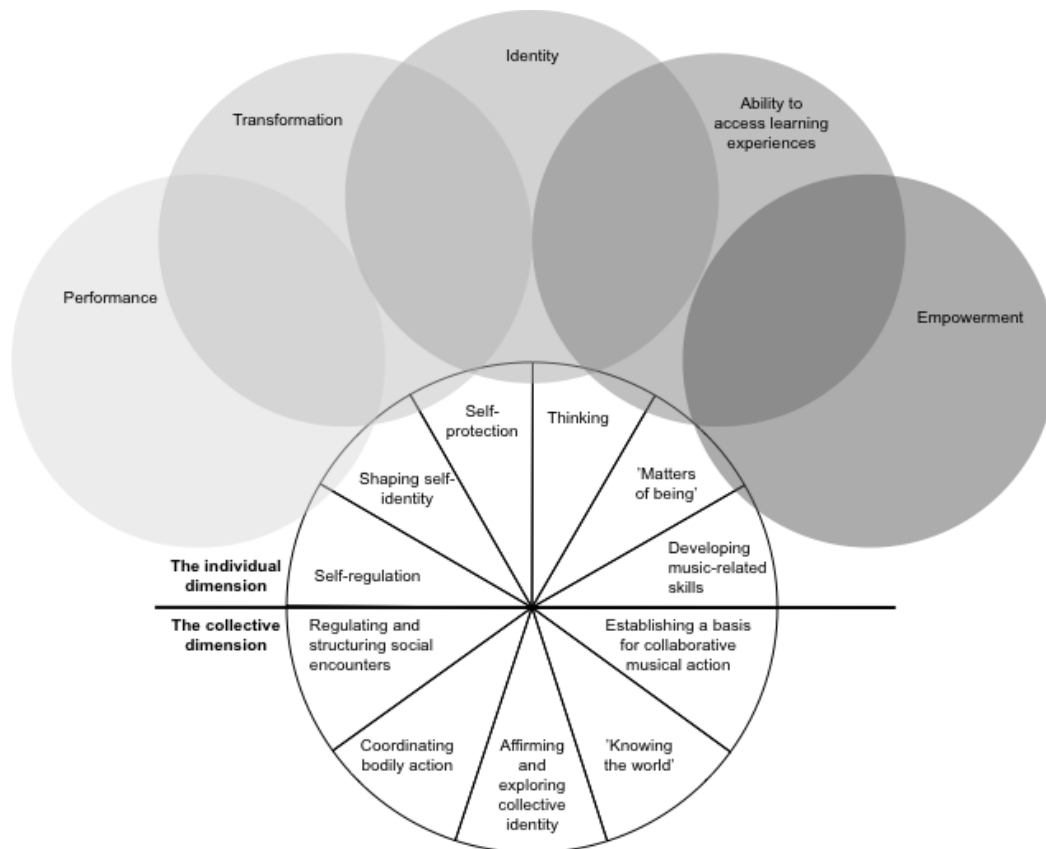 Identity
Transformation
Ability to
access learning
experiences
Performance
Empowerment
Self-
protection
Thinking
Shaping self-
identity
'Matters
of being'
The individual
dimension
Self-regulation
Developing
music-related
skills
The collective
dimension
Regulating and
structuring social
encounters
Establishing a basis
for collaborative
musical action
Coordinating
bodily action
Affirming
and
exploring
collective
identity
'Knowing
the world'